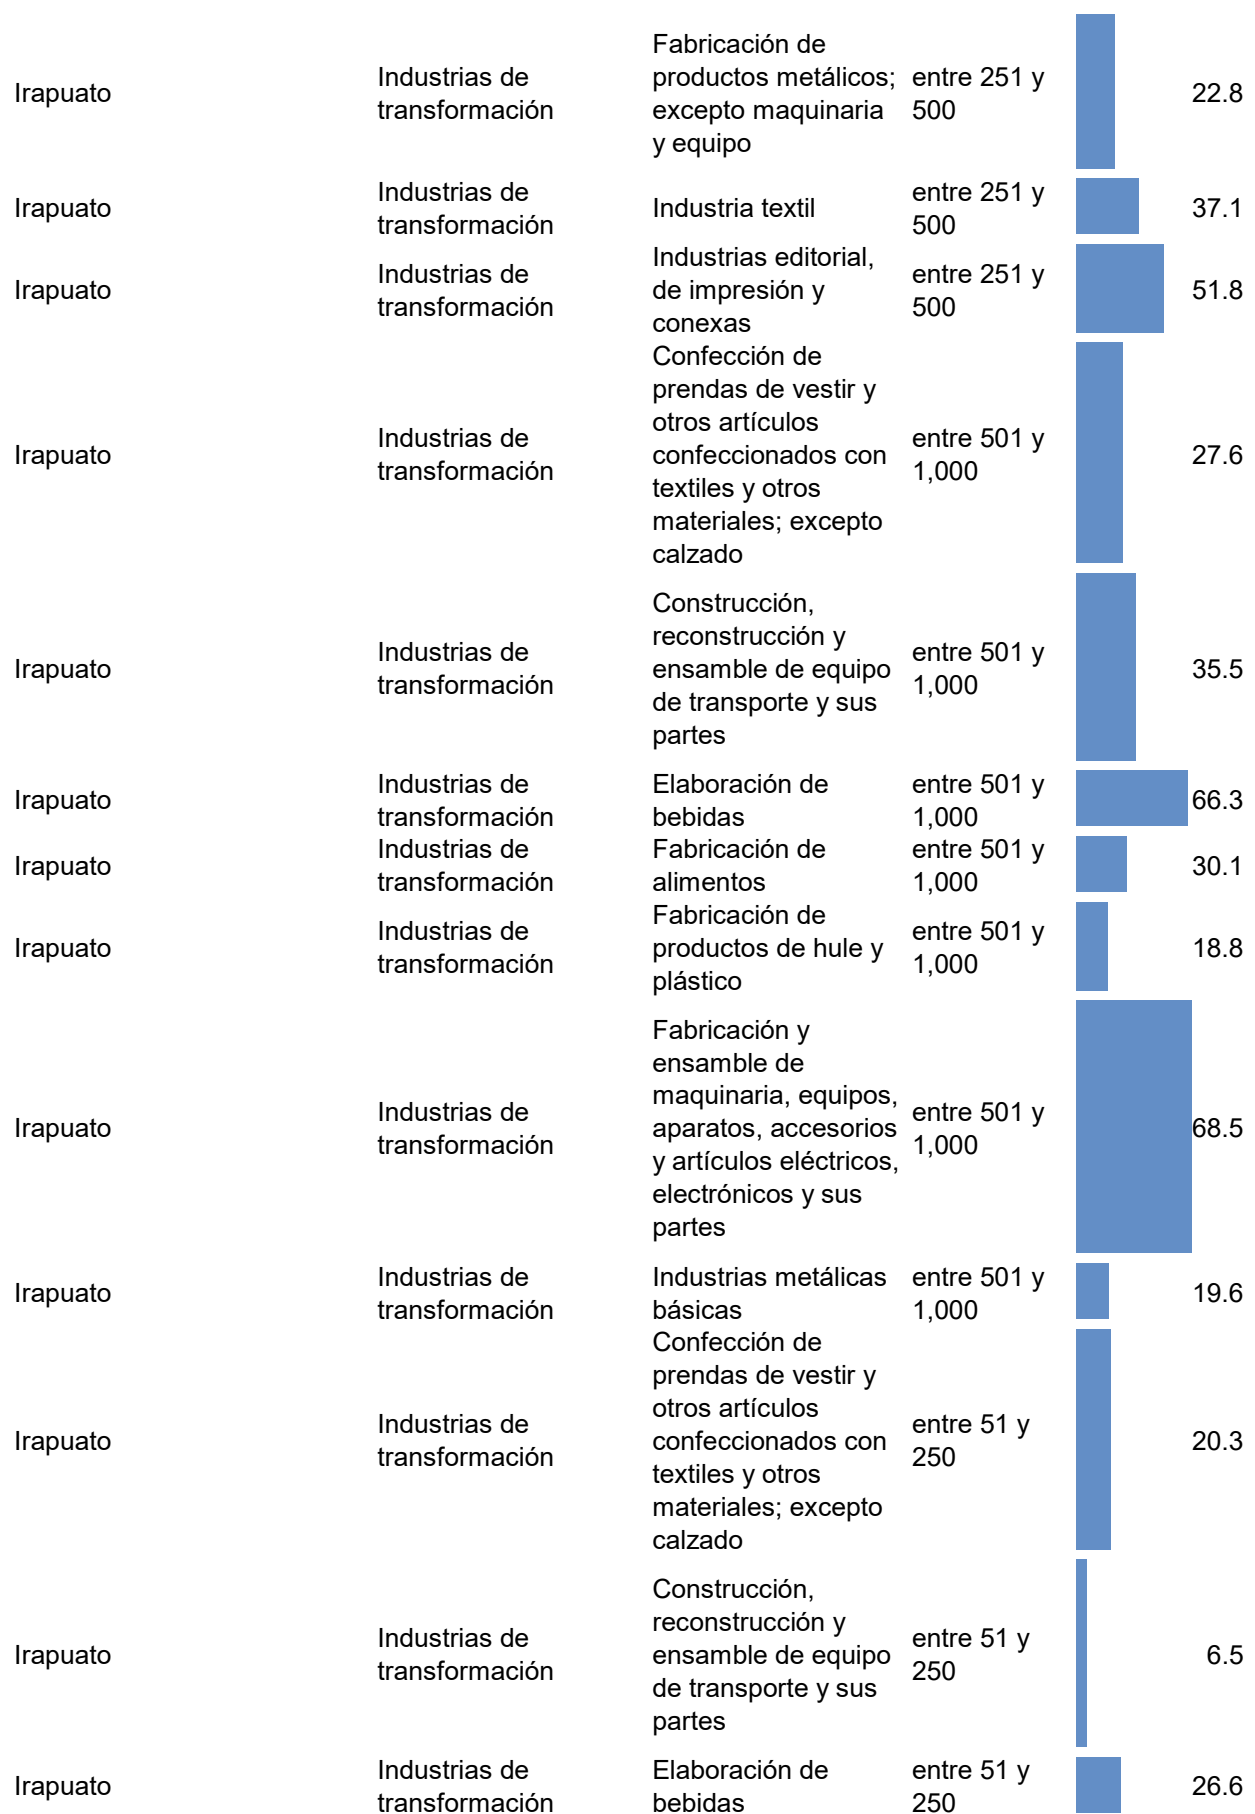 Irapuato
Industrias de
transformación
Fabricación de
productos metálicos;
excepto maquinaria
y equipo
entre 251 y
500
22.8
Irapuato
Industrias de
transformación
Industria textil
entre 251 y
500
37.1
Irapuato
Industrias de
transformación
Industrias editorial,
de impresión y
conexas
entre 251 y
500
51.8
Irapuato
Industrias de
transformación
Confección de
prendas de vestir y
otros artículos
confeccionados con
textiles y otros
materiales; excepto
calzado
entre 501 y
1,000
27.6
Irapuato
Industrias de
transformación
Construcción,
reconstrucción y
ensamble de equipo
de transporte y sus
partes
entre 501 y
1,000
35.5
Irapuato
Industrias de
transformación
Elaboración de
bebidas
entre 501 y
1,000
66.3
Irapuato
Industrias de
transformación
Fabricación de
alimentos
entre 501 y
1,000
30.1
Irapuato
Industrias de
transformación
Fabricación de
productos de hule y
plástico
entre 501 y
1,000
18.8
Irapuato
Industrias de
transformación
Fabricación y
ensamble de
maquinaria, equipos,
aparatos, accesorios
y artículos eléctricos,
electrónicos y sus
partes
entre 501 y
1,000
68.5
Irapuato
Industrias de
transformación
Industrias metálicas
básicas
entre 501 y
1,000
19.6
Irapuato
Industrias de
transformación
Confección de
prendas de vestir y
otros artículos
confeccionados con
textiles y otros
materiales; excepto
calzado
entre 51 y
250
20.3
Irapuato
Industrias de
transformación
Construcción,
reconstrucción y
ensamble de equipo
de transporte y sus
partes
entre 51 y
250
6.5
Irapuato
Industrias de
transformación
Elaboración de
bebidas
entre 51 y
250
26.6